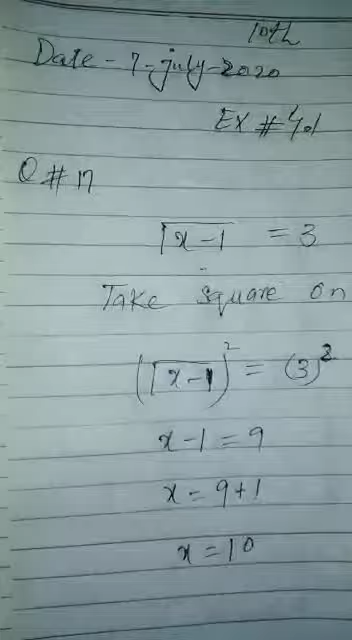 10th
Date - 7-july-2020
EX # 4.1
Q # 17
√x-1 = 3
Take square on
(√x-1)² = (3)²
x-1 = 9
x = 9+1
x = 10